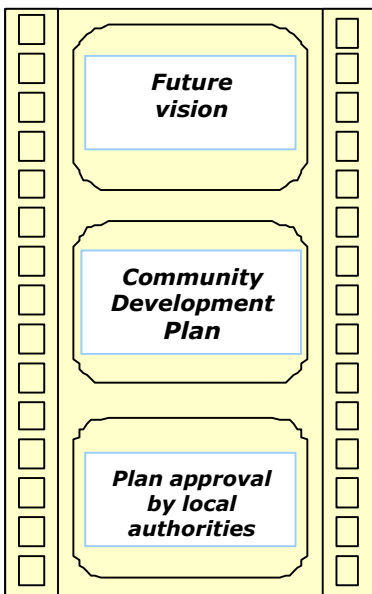 Future
vision
Community
Development
Plan
Plan approval
by local
authorities